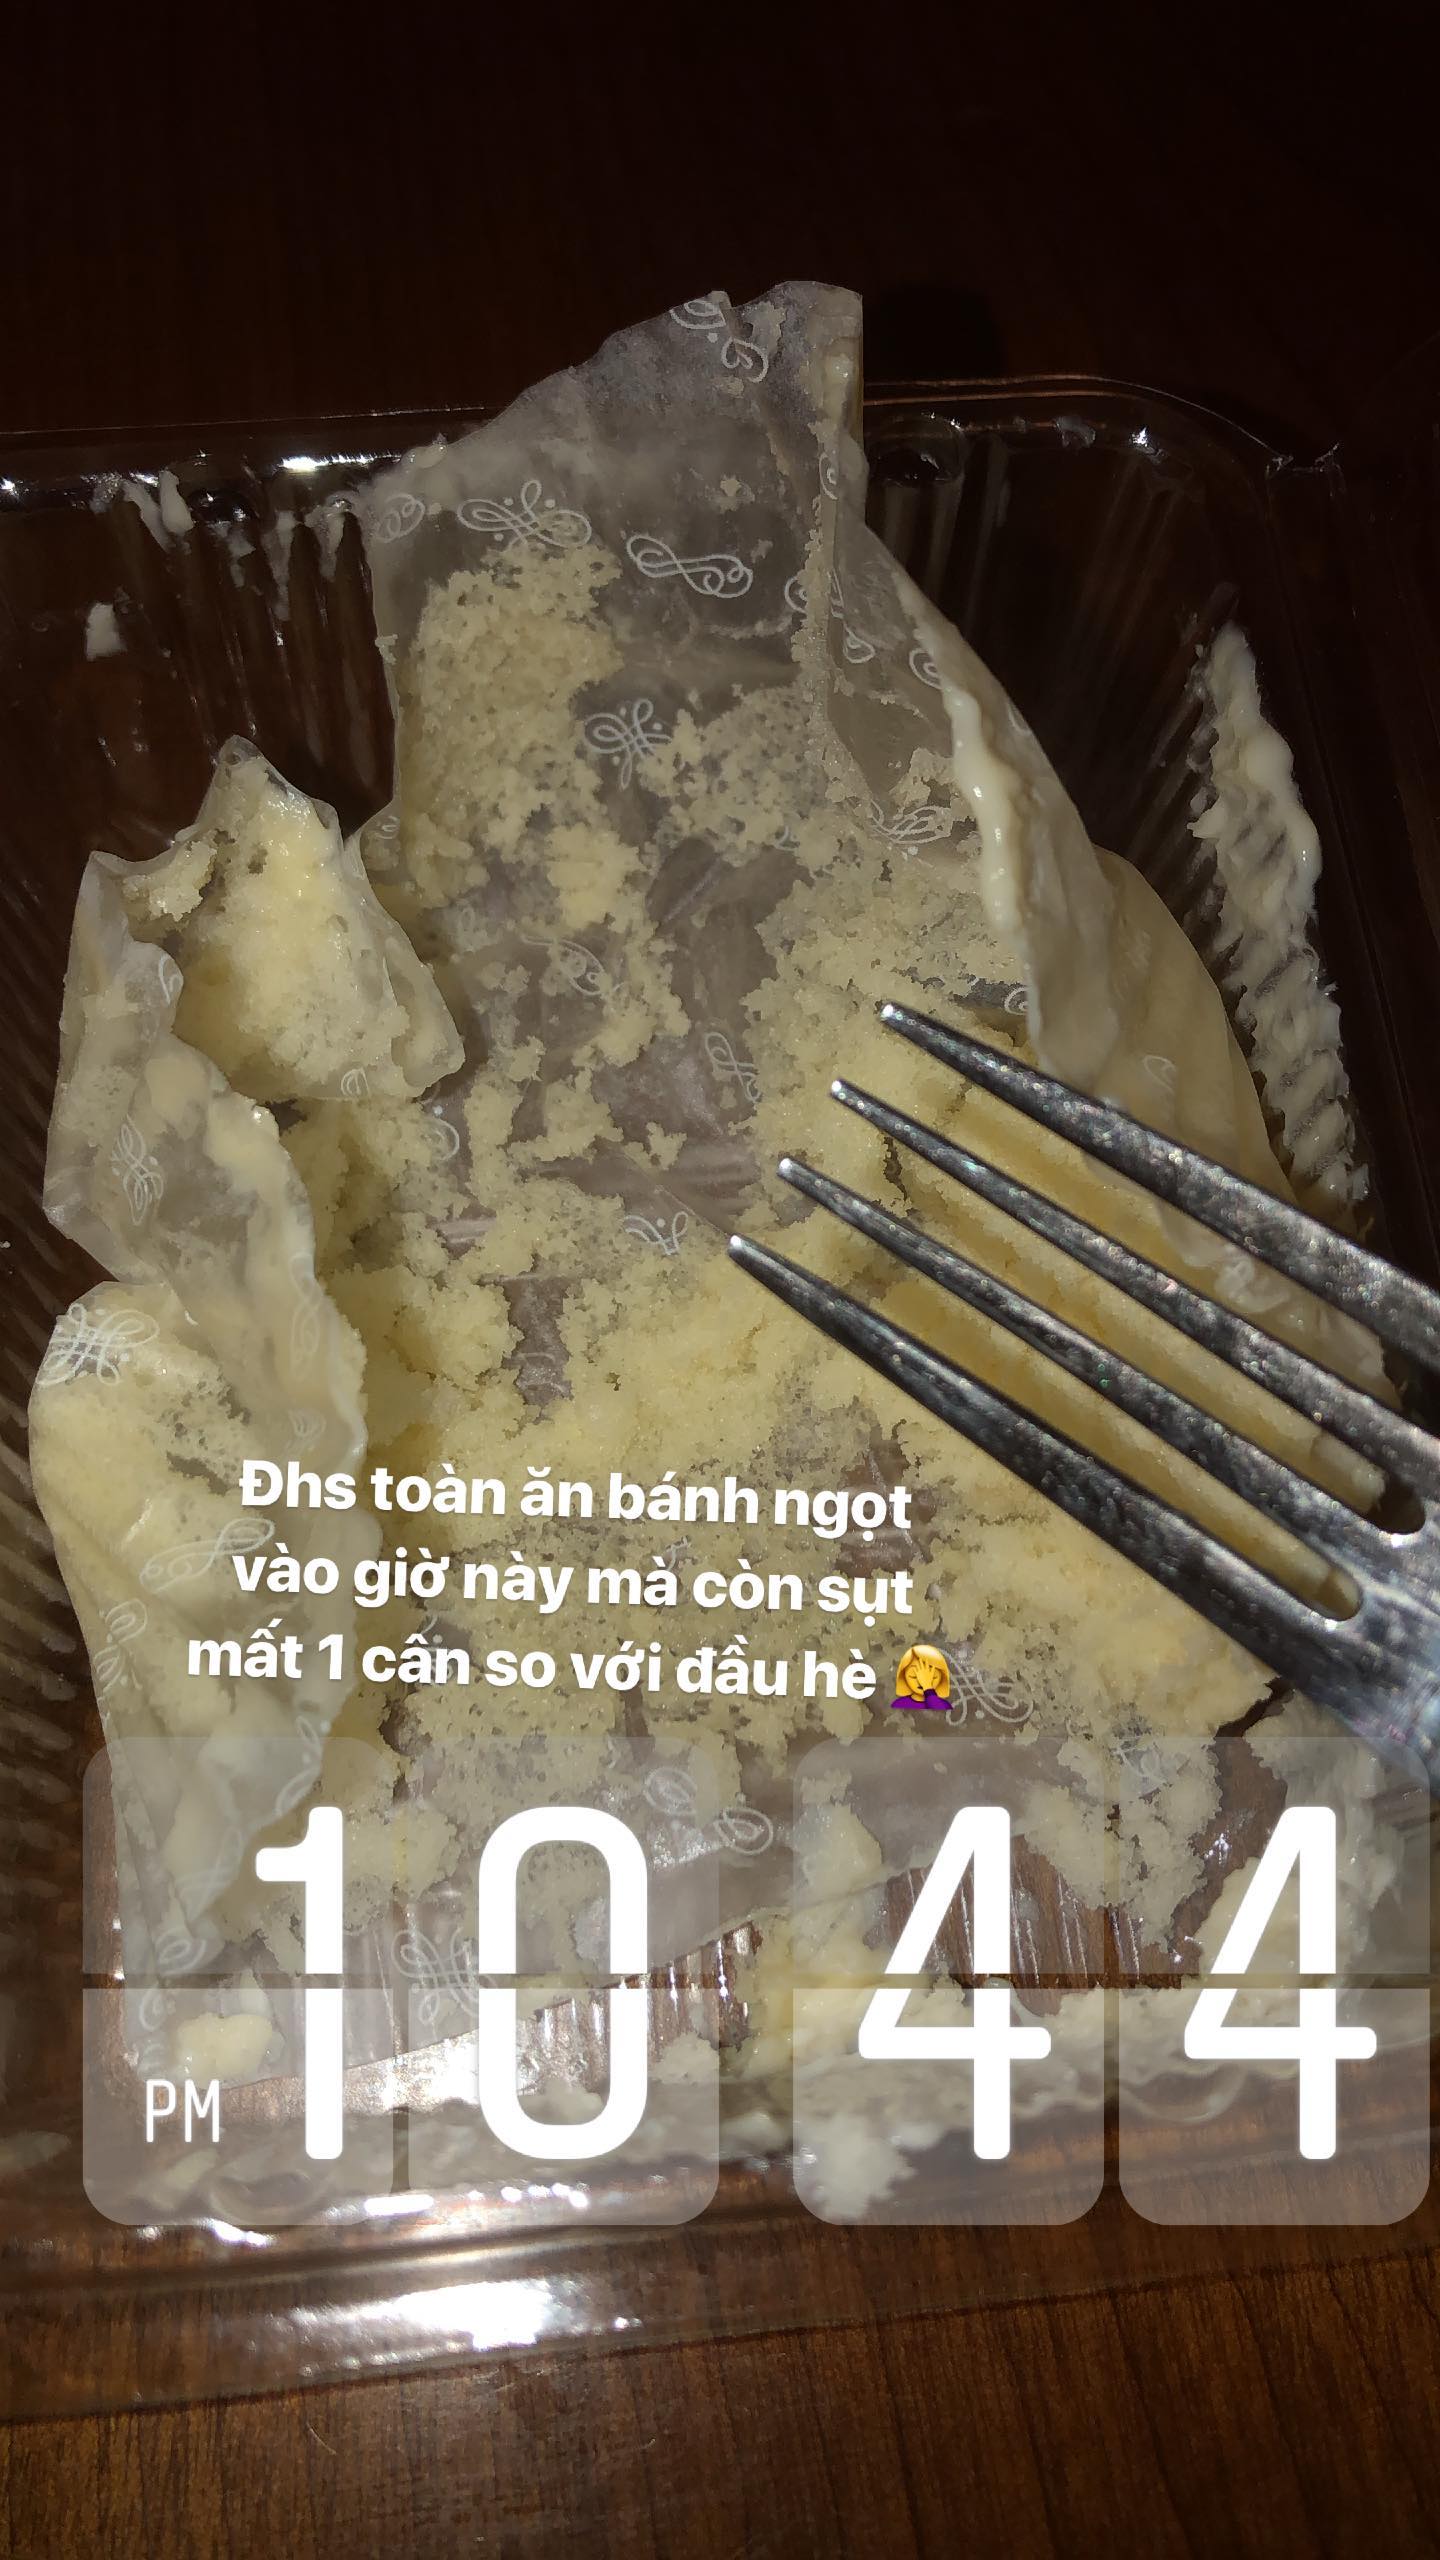 Đhs toàn ăn bánh ngọt
vào giờ này mà còn sụt
mất 1 cân so với đầu hè 🤦‍♀️
PM 10 44